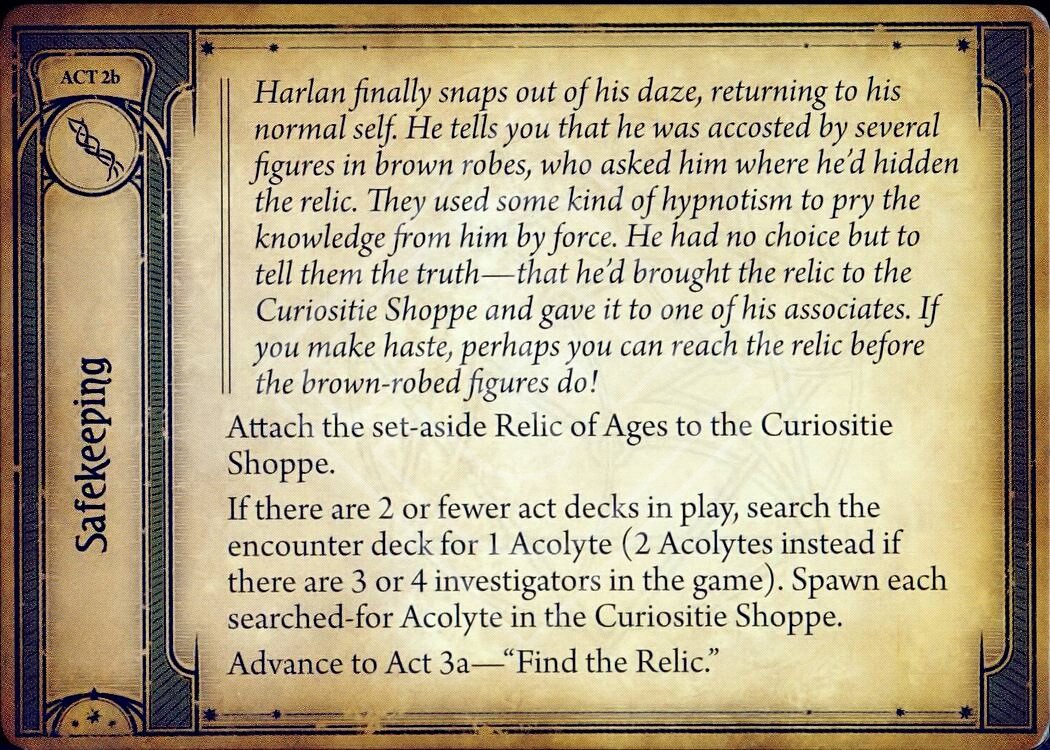 ACT 2b
Safekeeping
Harlan finally snaps out of his daze, returning to his
normal self. He tells you that he was accosted by several
figures in brown robes, who asked him where he’d hidden
the relic. They used some kind of hypnotism to pry the
knowledge from him by force. He had no choice but to
tell them the truth—that he’d brought the relic to the
Curiositie Shoppe and gave it to one of his associates. If
you make haste, perhaps you can reach the relic before
the brown-robed figures do!
Attach the set-aside Relic of Ages to the Curiositie
Shoppe.
If there are 2 or fewer act decks in play, search the
encounter deck for 1 Acolyte (2 Acolytes instead if
there are 3 or 4 investigators in the game). Spawn each
searched-for Acolyte in the Curiositie Shoppe.
Advance to Act 3a—“Find the Relic.”